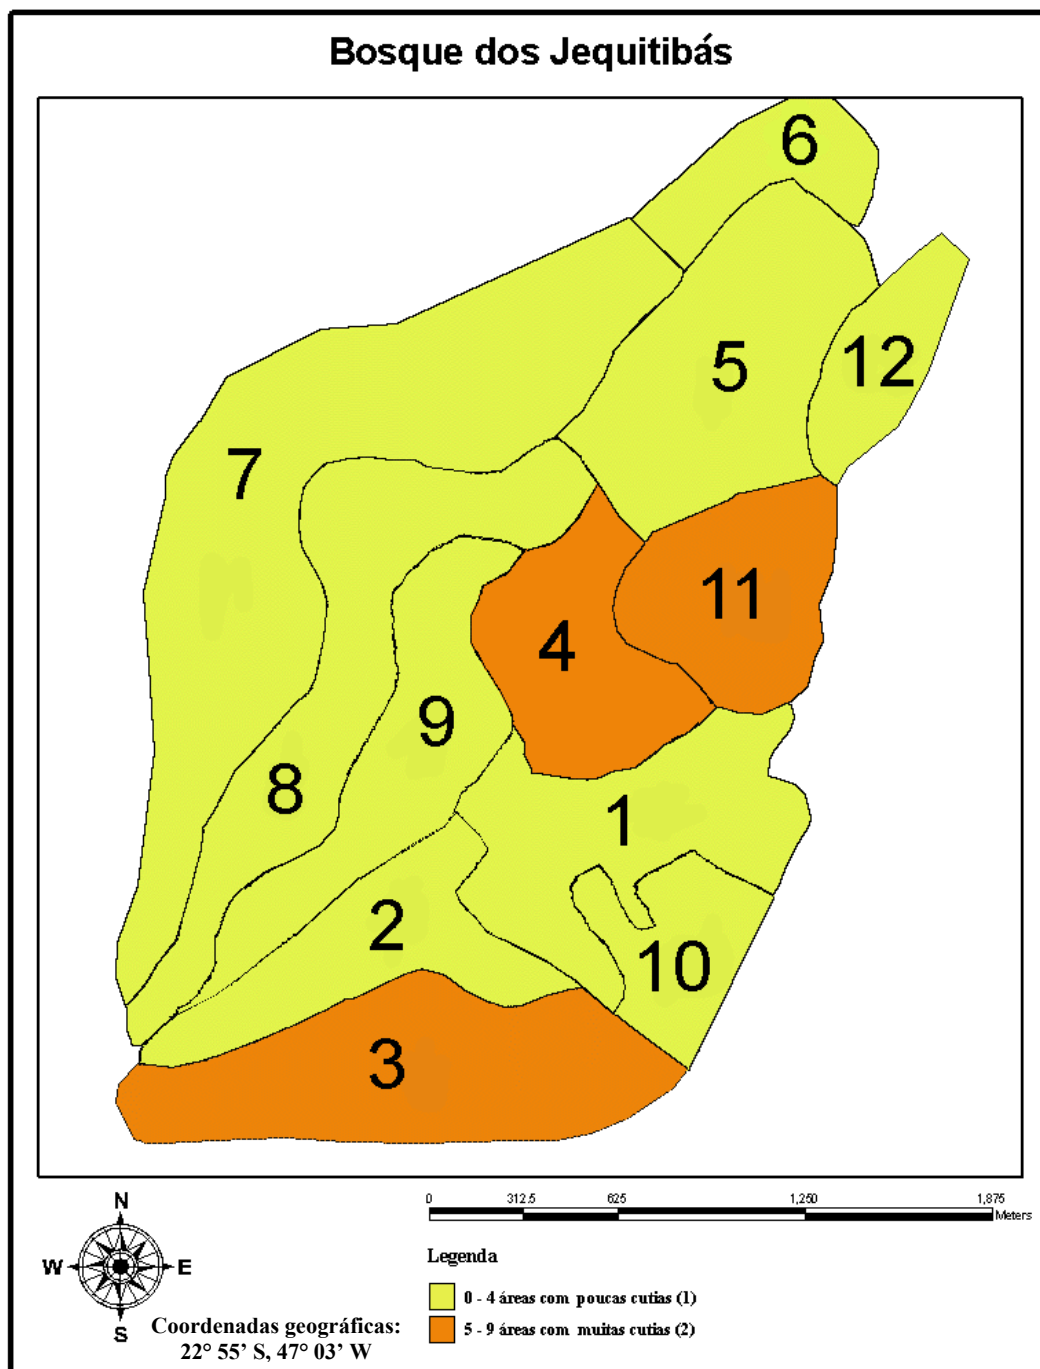 Bosque dos Jequitibás
6
5
12
7
11
4
9
8
1
2
10
3
N
W E
S
0 312.5 625 1,250 1,875
Meters
Legenda
0 - 4 áreas com poucas cutias (1)
5 - 9 áreas com muitas cutias (2)
Coordenadas geográficas:
22° 55’ S, 47° 03’ W